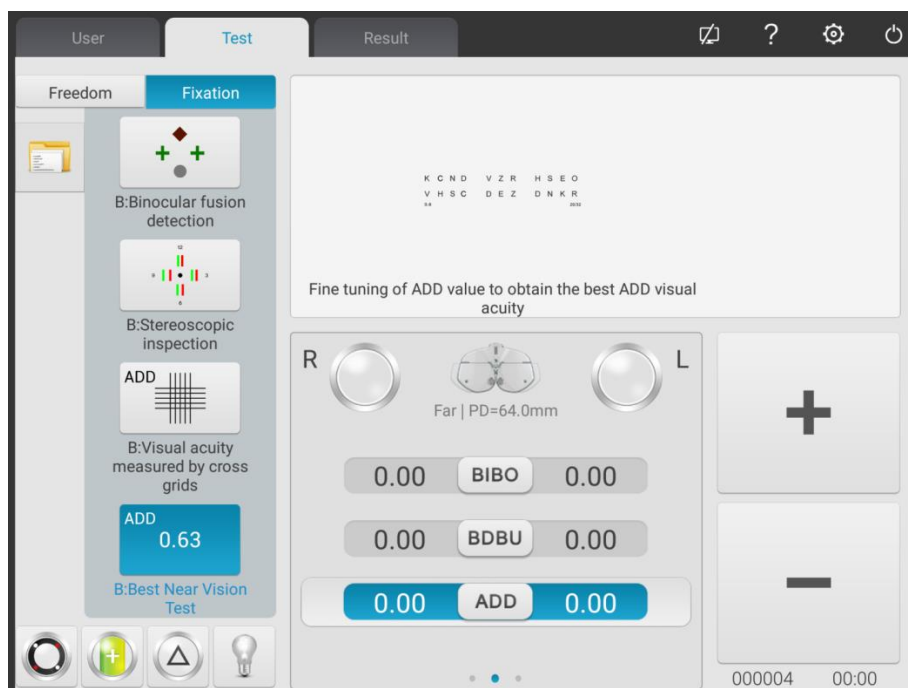 User Test Result ?
Freedom Fixation
B:Binocular fusion
detection
B:Stereoscopic
inspection
ADD
B:Visual acuity
measured by cross
grids
ADD
0.63
B:Best Near Vision
Test
K C N D V Z R H S E O
V H S C D E Z D N K R
Fine tuning of ADD value to obtain the best ADD visual
acuity
R L
Far | PD=64.0mm
0.00 BIBO 0.00
0.00 BDBU 0.00
0.00 ADD 0.00
+
−
000004 00:00